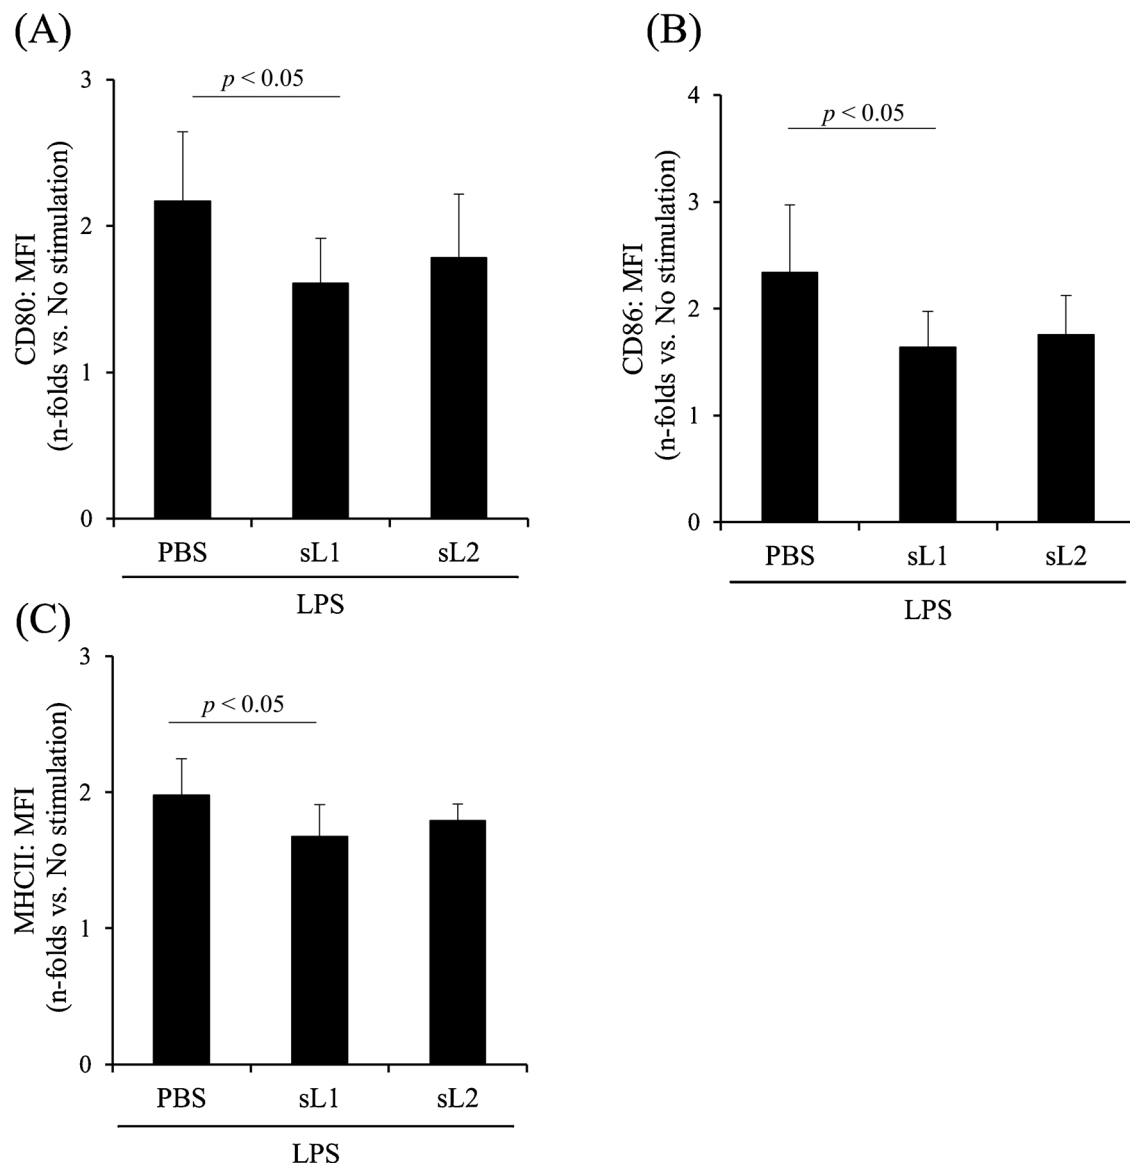 (A)
CD80: MFI
(n-folds vs. No stimulation)
3
2
1
0
p < 0.05
PBS sL1 sL2
LPS
(B)
CD86: MFI
(n-folds vs. No stimulation)
4
3
2
1
0
p < 0.05
PBS sL1 sL2
LPS
(C)
MHCII: MFI
(n-folds vs. No stimulation)
3
2
1
0
p < 0.05
PBS sL1 sL2
LPS